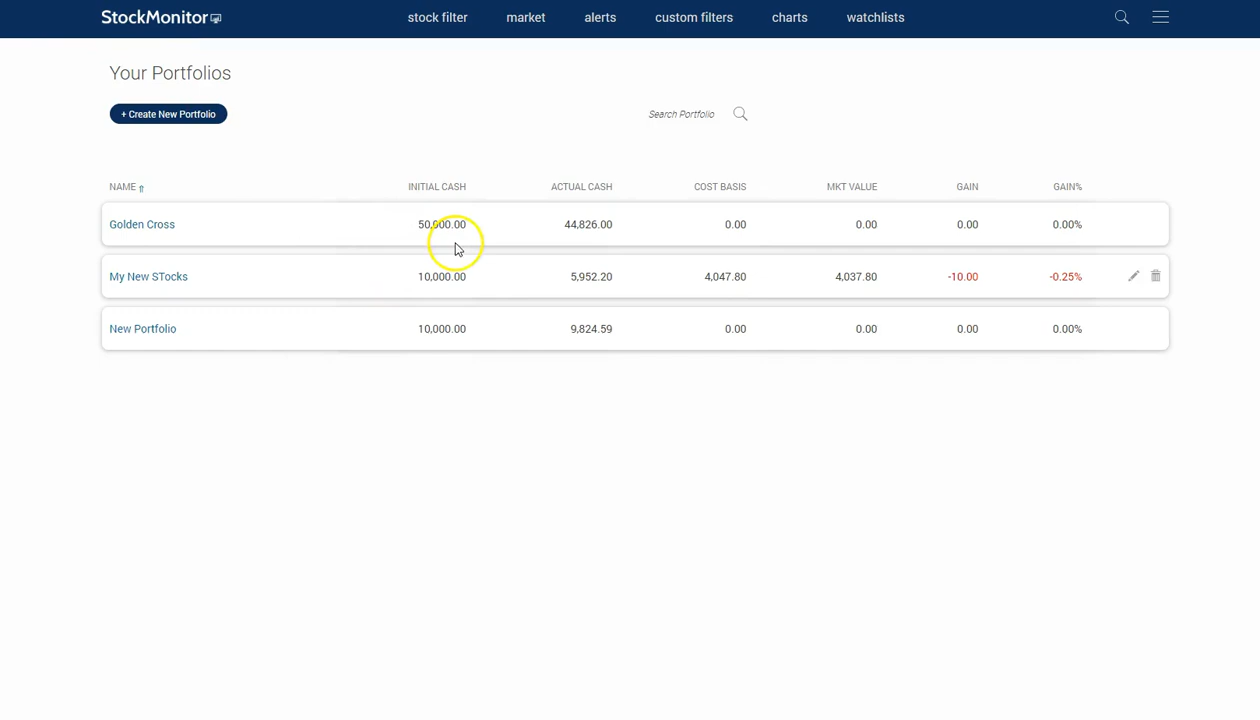 StockMonitor stock filter market alerts custom filters charts watchlists
Your Portfolios
+ Create New Portfolio Search Portfolio
NAME ⇑ INITIAL CASH ACTUAL CASH COST BASIS MKT VALUE GAIN GAIN%
Golden Cross 50,000.00 44,826.00 0.00 0.00 0.00 0.00%
My New STocks 10,000.00 5,952.20 4,047.80 4,037.80 -10.00 -0.25%
New Portfolio 10,000.00 9,824.59 0.00 0.00 0.00 0.00%